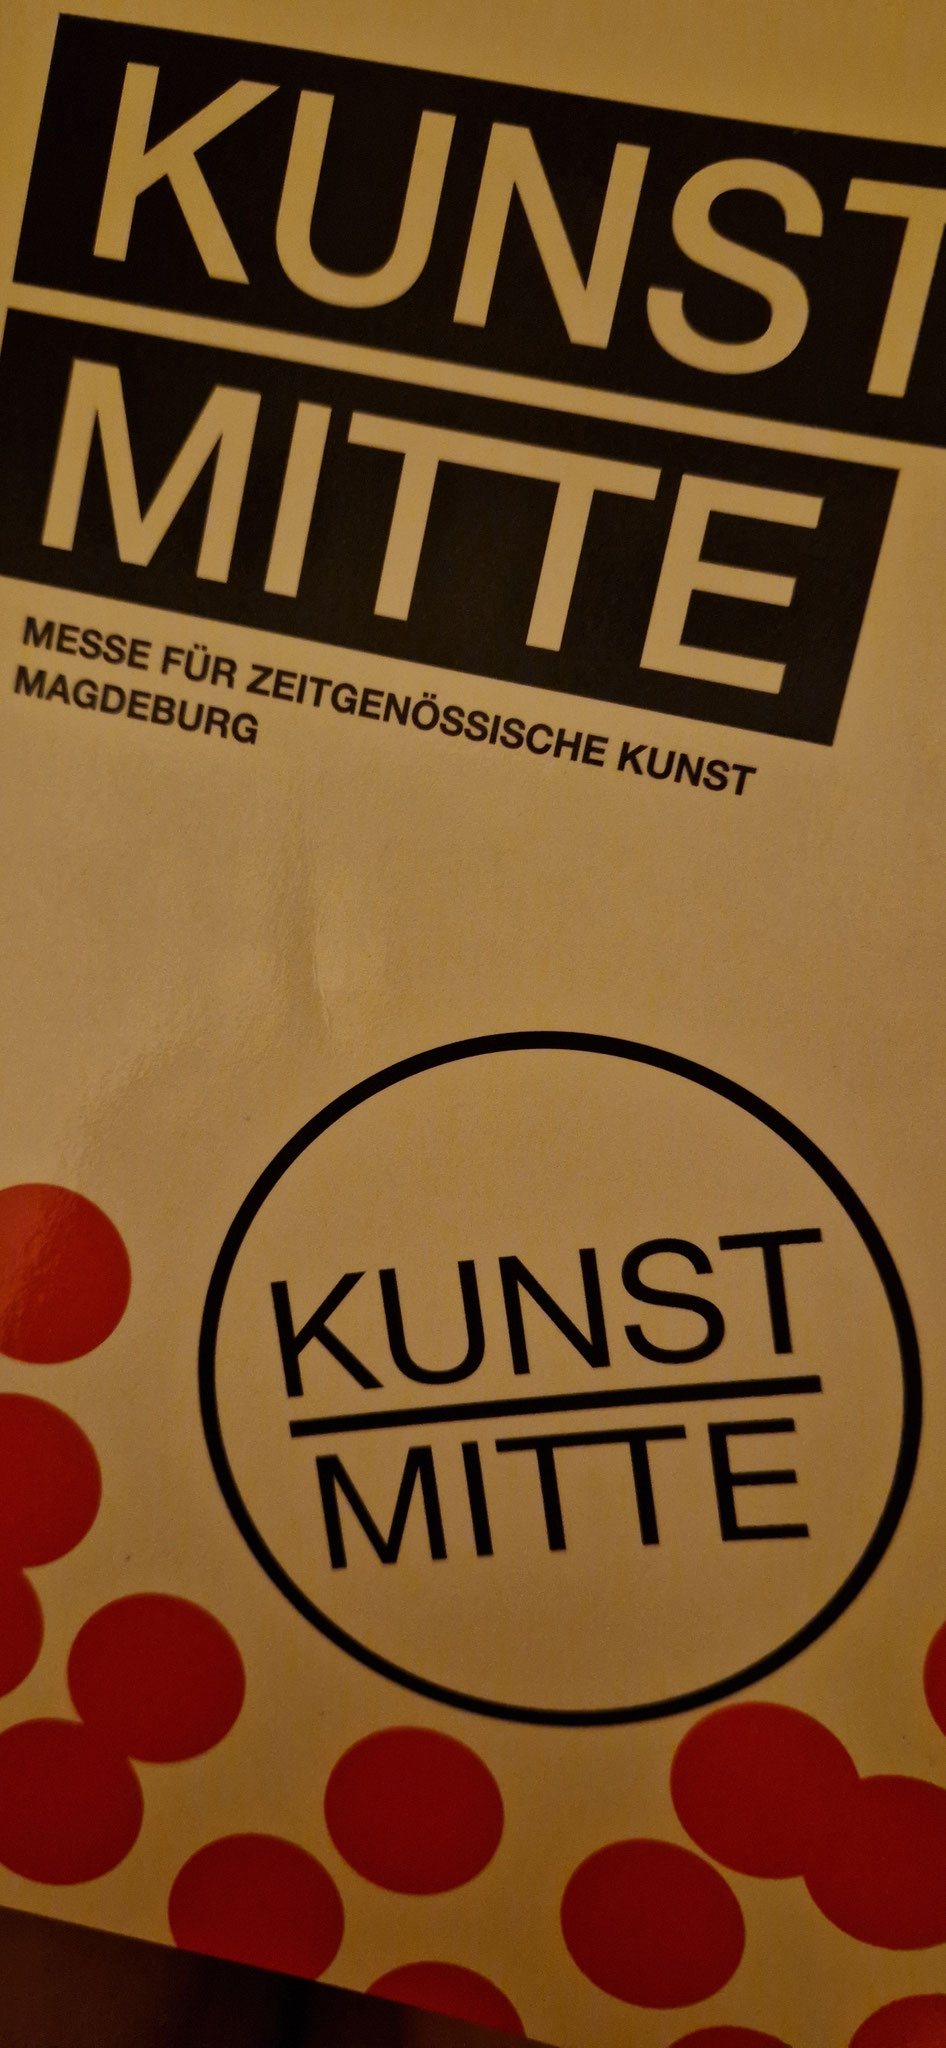 KUNST
MITTE
MESSE FÜR ZEITGENÖSSISCHE KUNST
MAGDEBURG
KUNST
MITTE